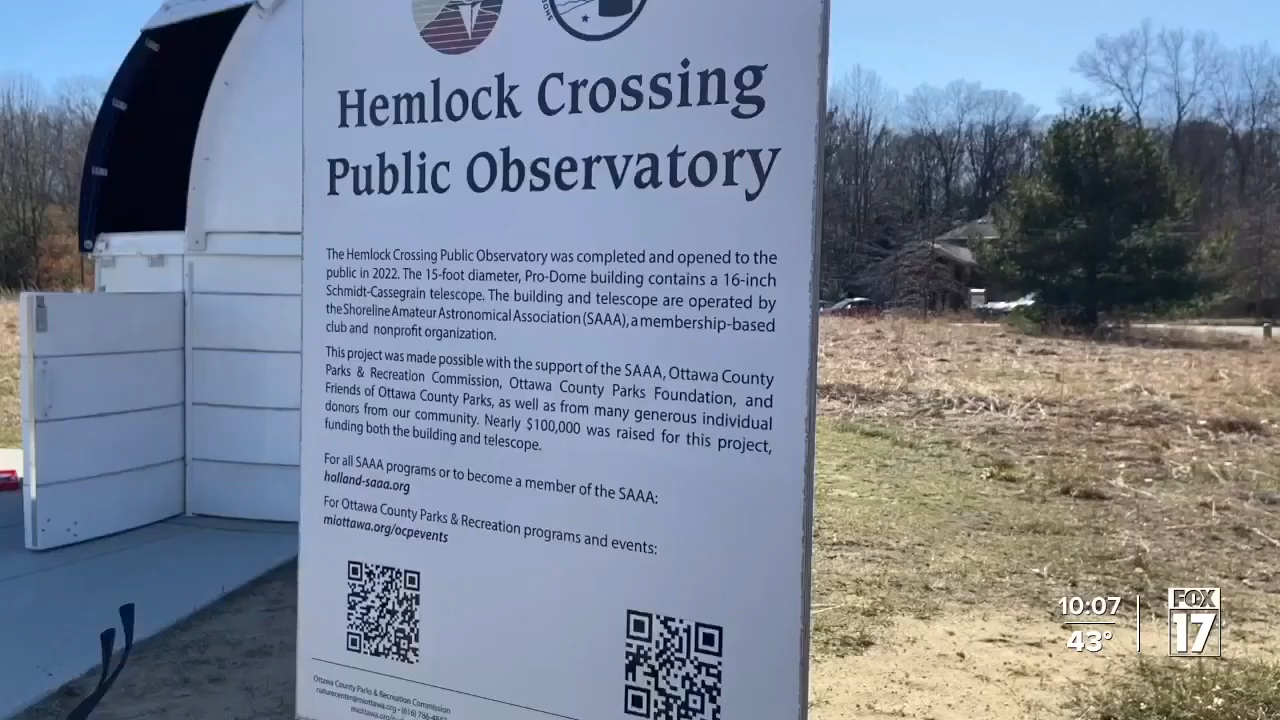 Hemlock Crossing
Public Observatory
The Hemlock Crossing Public Observatory was completed and opened to the
public in 2022. The 15-foot diameter, Pro-Dome building contains a 16-inch
Schmidt-Cassegrain telescope. The building and telescope are operated by
the Shoreline Amateur Astronomical Association (SAAA), a membership-based
club and nonprofit organization.
This project was made possible with the support of the SAAA, Ottawa County
Parks & Recreation Commission, Ottawa County Parks Foundation, and
Friends of Ottawa County Parks, as well as from many generous individual
donors from our community. Nearly $100,000 was raised for this project,
funding both the building and telescope.
For all SAAA programs or to become a member of the SAAA:
holland-saaa.org
For Ottawa County Parks & Recreation programs and events:
miottawa.org/ocpevents
Ottawa County Parks & Recreation Commission
naturecenter@miottawa.org • (616) 786-
10:07
43°
FOX
17